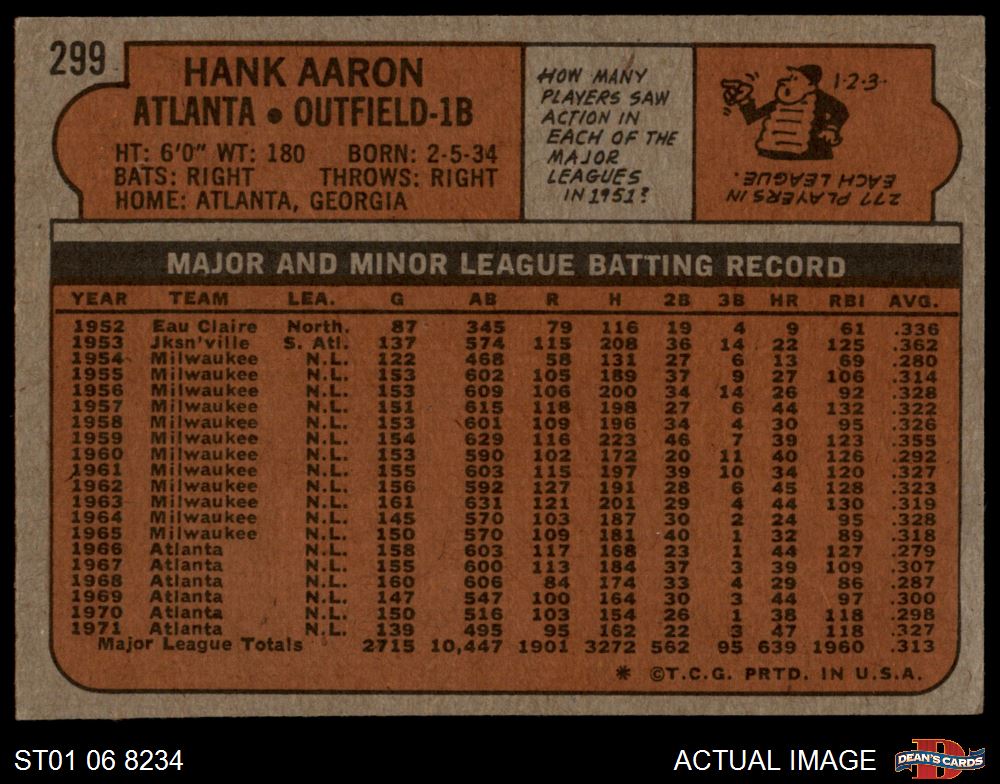 299
HANK AARON
ATLANTA • OUTFIELD-1B
HT: 6'0" WT: 180 BORN: 2-5-34
BATS: RIGHT THROWS: RIGHT
HOME: ATLANTA, GEORGIA
HOW MANY
PLAYERS SAW
ACTION IN
EACH OF THE
MAJOR
LEAGUES
IN 1951?
1-2-3-
277 PLAYERS IN
EACH LEAGUE.
MAJOR AND MINOR LEAGUE BATTING RECORD
YEAR TEAM LEA. G AB R H 2B 3B HR RBI AVG.
1952 Eau Claire North. 87 345 79 116 19 4 9 61 .336
1953 Jksn'ville S. Atl. 137 574 115 208 36 14 22 125 .362
1954 Milwaukee N.L. 122 468 58 131 27 6 13 69 .280
1955 Milwaukee N.L. 153 602 105 189 37 9 27 106 .314
1956 Milwaukee N.L. 153 609 106 200 34 14 26 92 .328
1957 Milwaukee N.L. 151 615 118 198 27 6 44 132 .322
1958 Milwaukee N.L. 153 601 109 196 34 4 30 95 .326
1959 Milwaukee N.L. 154 629 116 223 46 7 39 123 .355
1960 Milwaukee N.L. 153 590 102 172 20 11 40 126 .292
1961 Milwaukee N.L. 155 603 115 197 39 10 34 120 .327
1962 Milwaukee N.L. 156 592 127 191 28 6 45 128 .323
1963 Milwaukee N.L. 161 631 121 201 29 4 44 130 .319
1964 Milwaukee N.L. 145 570 103 187 30 2 24 95 .328
1965 Milwaukee N.L. 150 570 109 181 40 1 32 89 .318
1966 Atlanta N.L. 158 603 117 168 23 1 44 127 .279
1967 Atlanta N.L. 155 600 113 184 37 3 39 109 .307
1968 Atlanta N.L. 160 606 84 174 33 4 29 86 .287
1969 Atlanta N.L. 147 547 100 164 30 3 44 97 .300
1970 Atlanta N.L. 150 516 103 154 26 1 38 118 .298
1971 Atlanta N.L. 139 495 95 162 22 3 47 118 .327
Major League Totals 2715 10,447 1901 3272 562 95 639 1960 .313
* ©T.C.G. PRTD. IN U.S.A.
ST01 06 8234
ACTUAL IMAGE
D
DEAN'S CARDS